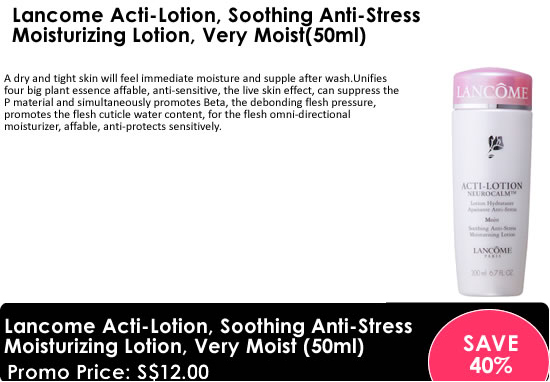 Lancome Acti-Lotion, Soothing Anti-Stress
Moisturizing Lotion, Very Moist(50ml)
A dry and tight skin will feel immediate moisture and supple after wash.Unifies
four big plant essence affable, anti-sensitive, the live skin effect, can suppress the
P material and simultaneously promotes Beta, the debonding flesh pressure,
promotes the flesh cuticle water content, for the flesh omni-directional
moisturizer, affable, anti-protects sensitively.
LANCÔME
ACTI-LOTION
NEUROCALM™
Lotion Hydratante
Apaisante Anti-Stress
Moist
Soothing Anti-Stress
Moisturizing Lotion
LANCÔME
PARIS
200 ml 6.7 FL.OZ
Lancome Acti-Lotion, Soothing Anti-Stress
Moisturizing Lotion, Very Moist (50ml)
Promo Price: S$12.00
SAVE
40%